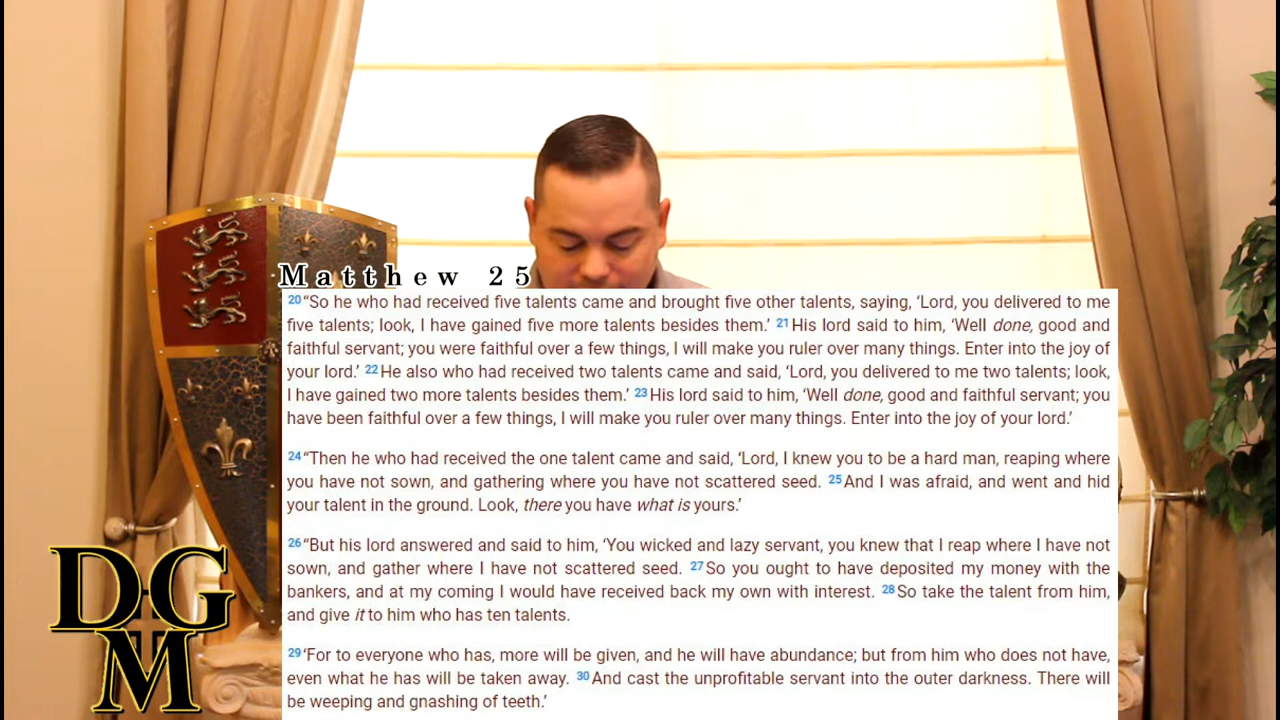 Matthew 25
20 “So he who had received five talents came and brought five other talents, saying, ‘Lord, you delivered to me
five talents; look, I have gained five more talents besides them.’ 21 His lord said to him, ‘Well done, good and
faithful servant; you were faithful over a few things, I will make you ruler over many things. Enter into the joy of
your lord.’ 22 He also who had received two talents came and said, ‘Lord, you delivered to me two talents; look,
I have gained two more talents besides them.’ 23 His lord said to him, ‘Well done, good and faithful servant; you
have been faithful over a few things, I will make you ruler over many things. Enter into the joy of your lord.’
24 “Then he who had received the one talent came and said, ‘Lord, I knew you to be a hard man, reaping where
you have not sown, and gathering where you have not scattered seed. 25 And I was afraid, and went and hid
your talent in the ground. Look, there you have what is yours.’
26 “But his lord answered and said to him, ‘You wicked and lazy servant, you knew that I reap where I have not
sown, and gather where I have not scattered seed. 27 So you ought to have deposited my money with the
bankers, and at my coming I would have received back my own with interest. 28 So take the talent from him,
and give it to him who has ten talents.
29 ‘For to everyone who has, more will be given, and he will have abundance; but from him who does not have,
even what he has will be taken away. 30 And cast the unprofitable servant into the outer darkness. There will
be weeping and gnashing of teeth.’
D-G
M